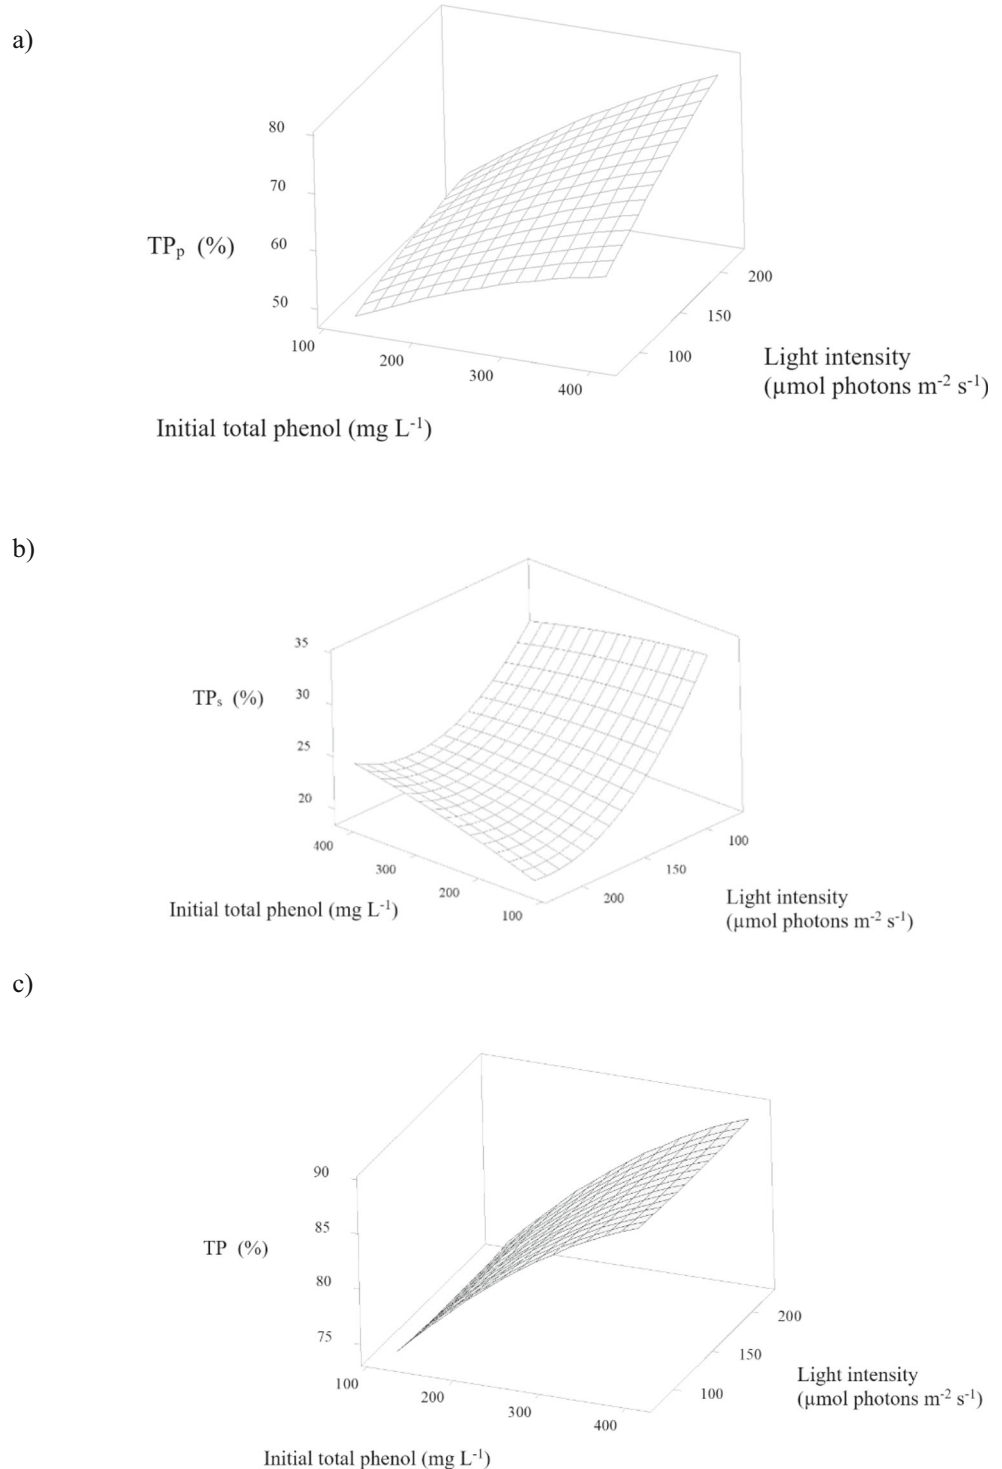 a)
80
70
TPp (%)
60
50
100
200
300
400
100
150
200
Light intensity
(µmol photons m-2 s-1)
Initial total phenol (mg L-1)
b)
35
TPs (%)
30
25
20
400
300
200
100
200
150
100
Initial total phenol (mg L-1)
Light intensity
(µmol photons m-2 s-1)
c)
90
85
TP (%)
80
75
100
200
300
400
100
150
200
Light intensity
(µmol photons m-2 s-1)
Initial total phenol (mg L-1)